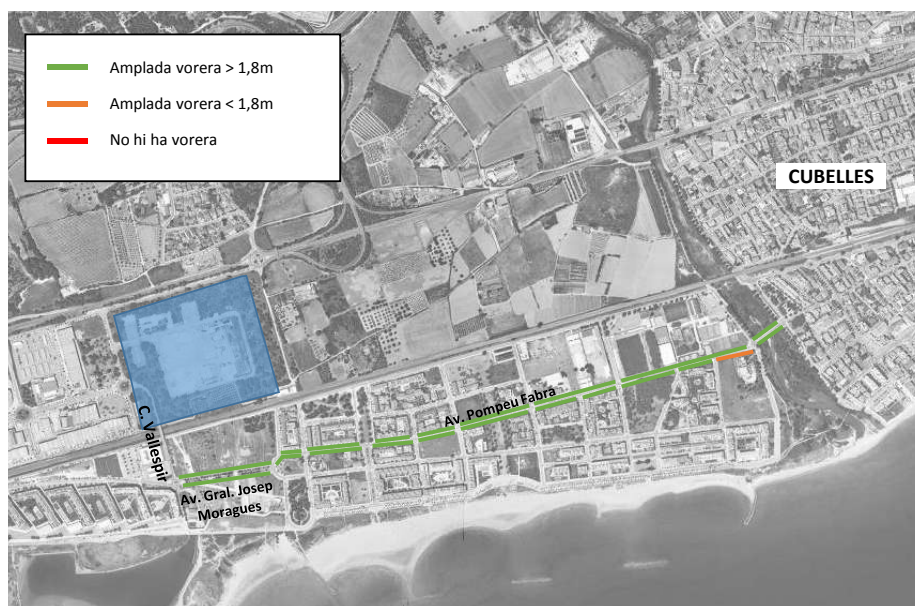 Amplada vorera > 1,8m
Amplada vorera < 1,8m
No hi ha vorera
CUBELLES
Av. Pompeu Fabra
C. Vallespir
Av. Gral. Josep
Moragues